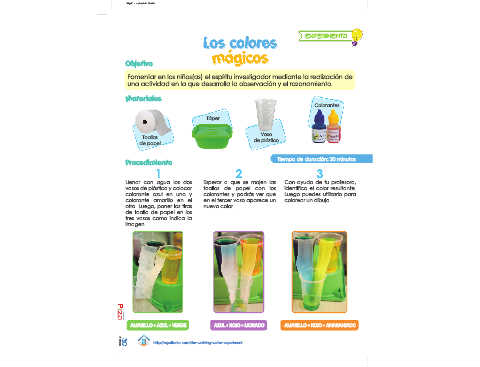 EXPERIMENTO
Los colores
mágicos
Objetivo
Fomentar en los niños(as) el espíritu investigador mediante la realización de
una actividad en la que desarrolla la observación y el razonamiento.
Materiales
Toallas
de papel
Táper
Vaso
de plástico
Colorantes
Tiempo de duración: 30 minutos
Procedimiento
1
Llenar con agua los dos
vasos de plástico y colocar
colorante azul en uno y
colorante amarillo en el
otro. Luego, poner las tiras
de toalla de papel en los
tres vasos como indica la
imagen.
2
Esperar a que se mojen las
toallas de papel con los
colorantes y podrás ver que
en el tercer vaso aparece un
nuevo color.
3
Con ayuda de tu profesora,
identifica el color resultante.
Luego puedes utilizarlo para
colorear un dibujo.
AMARILLO + AZUL = VERDE
AZUL + ROJO = MORADO
AMARILLO + ROJO = ANARANJADO